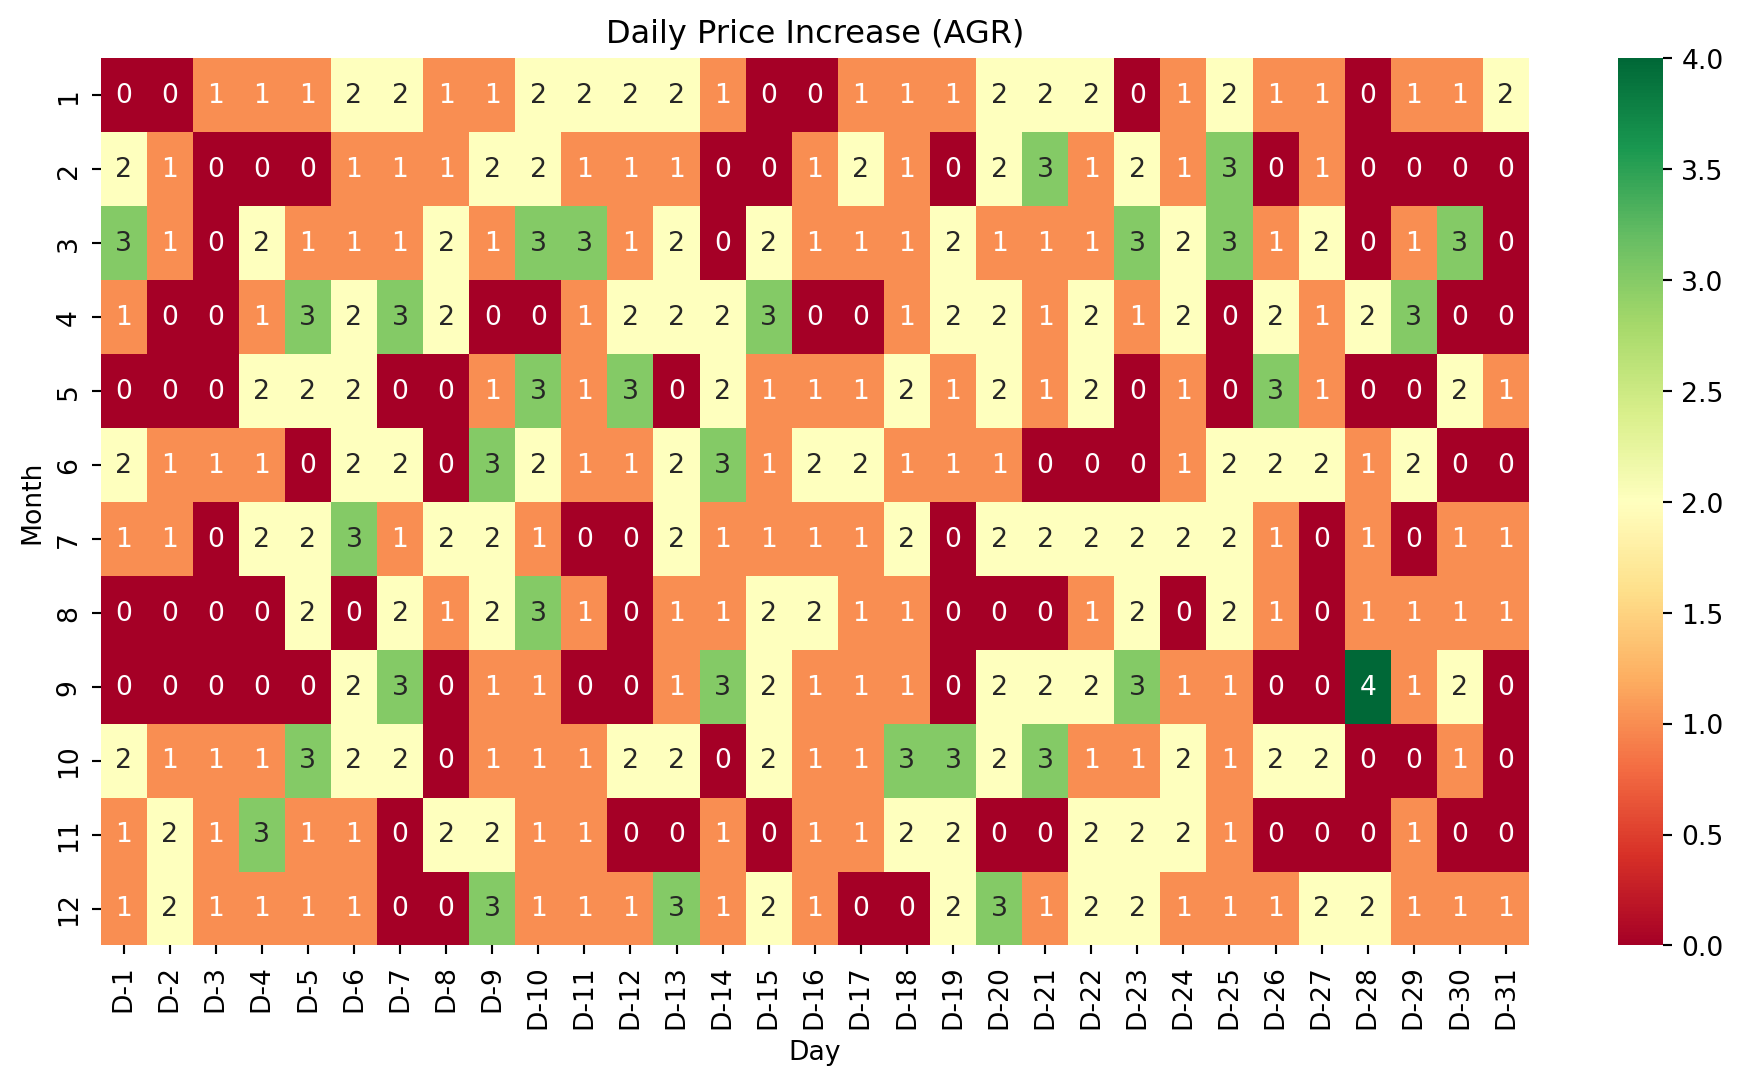 Daily Price Increase (AGR)
1 0 0 1 1 1 2 2 1 1 2 2 2 2 1 0 0 1 1 1 2 2 2 0 1 2 1 1 0 1 1 2
2 2 1 0 0 0 1 1 1 2 2 1 1 1 0 0 1 2 1 0 2 3 1 2 1 3 0 1 0 0 0 0
3 3 1 0 2 1 1 1 2 1 3 3 1 2 0 2 1 1 1 2 1 1 1 3 2 3 1 2 0 1 3 0
4 1 0 0 1 3 2 3 2 0 0 1 2 2 2 3 0 0 1 2 2 1 2 1 2 0 2 1 2 3 0 0
5 0 0 0 2 2 2 0 0 1 3 1 3 0 2 1 1 1 2 1 2 1 2 0 1 0 3 1 0 0 2 1
6 2 1 1 1 0 2 2 0 3 2 1 1 2 3 1 2 2 1 1 1 0 0 0 1 2 2 2 1 2 0 0
7 1 1 0 2 2 3 1 2 2 1 0 0 2 1 1 1 1 2 0 2 2 2 2 2 2 1 0 1 0 1 1
8 0 0 0 0 2 0 2 1 2 3 1 0 1 1 2 2 1 1 0 0 0 1 2 0 2 1 0 1 1 1 1
9 0 0 0 0 0 2 3 0 1 1 0 0 1 3 2 1 1 1 0 2 2 2 3 1 1 0 0 4 1 2 0
10 2 1 1 1 3 2 2 0 1 1 1 2 2 0 2 1 1 3 3 2 3 1 1 2 1 2 2 0 0 1 0
11 1 2 1 3 1 1 0 2 2 1 1 0 0 1 0 1 1 2 2 0 0 2 2 2 1 0 0 0 1 0 0
12 1 2 1 1 1 1 0 0 3 1 1 1 3 1 2 1 0 0 2 3 1 2 2 1 1 1 2 2 1 1 1
Month
D-1 D-2 D-3 D-4 D-5 D-6 D-7 D-8 D-9 D-10 D-11 D-12 D-13 D-14 D-15 D-16 D-17 D-18 D-19 D-20 D-21 D-22 D-23 D-24 D-25 D-26 D-27 D-28 D-29 D-30 D-31
Day
4.0
3.5
3.0
2.5
2.0
1.5
1.0
0.5
0.0